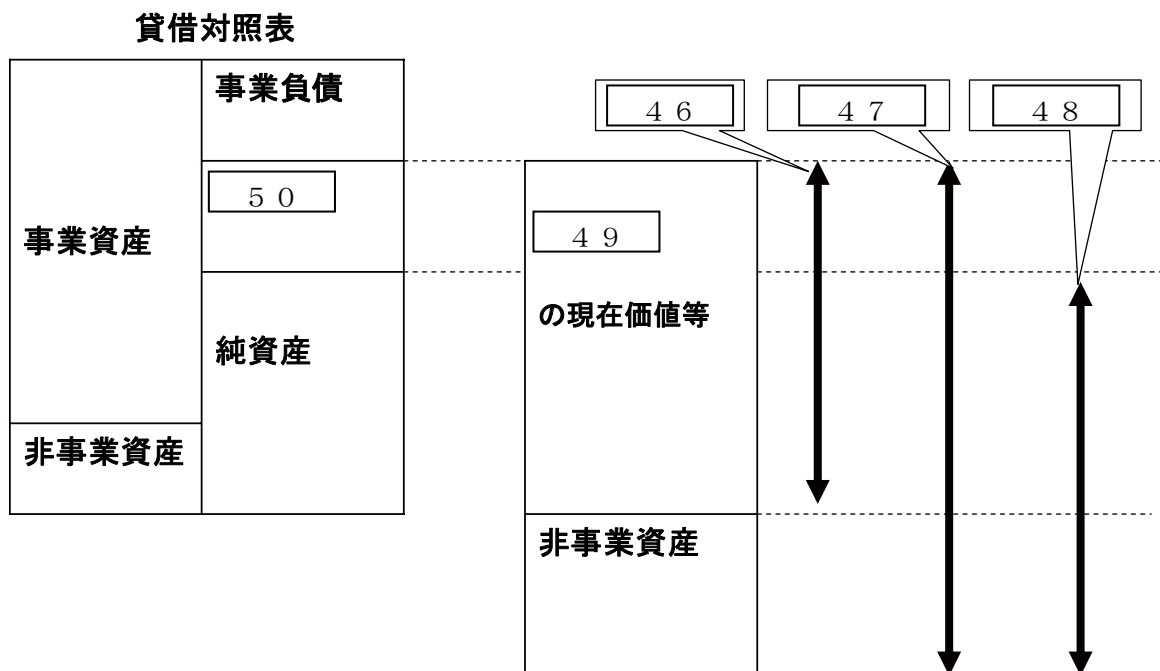 貸借対照表
事業負債
４６
４７
４８
５０
事業資産
４９
の現在価値等
純資産
非事業資産
非事業資産